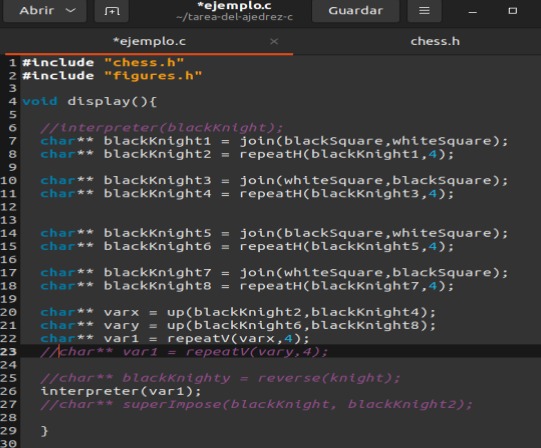 Abrir
*ejemplo.c
~/tarea-del-ajedrez-c
Guardar
*ejemplo.c
chess.h
1 #include "chess.h"
2 #include "figures.h"
3
4 void display(){
5
6 //interpreter(blackKnight);
7 char** blackKnight1 = join(blackSquare,whiteSquare);
8 char** blackKnight2 = repeatH(blackKnight1,4);
9
10 char** blackKnight3 = join(whiteSquare,blackSquare);
11 char** blackKnight4 = repeatH(blackKnight3,4);
12
13
14 char** blackKnight5 = join(blackSquare,whiteSquare);
15 char** blackKnight6 = repeatH(blackKnight5,4);
16
17 char** blackKnight7 = join(whiteSquare,blackSquare);
18 char** blackKnight8 = repeatH(blackKnight7,4);
19
20 char** varx = up(blackKnight2,blackKnight4);
21 char** vary = up(blackKnight6,blackKnight8);
22 char** var1 = repeatV(varx,4);
23 //char** var1 = repeatV(vary,4);
24
25 //char** blackKnighty = reverse(knight);
26 interpreter(var1);
27 //char** superImpose(blackKnight, blackKnight2);
28
29 }
30